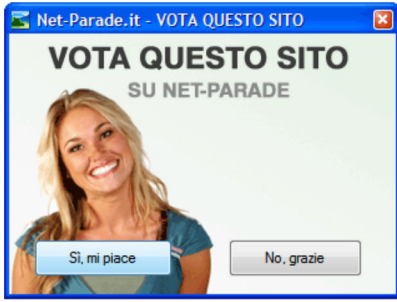 Net-Parade.it - VOTA QUESTO SITO
VOTA QUESTO SITO
SU NET-PARADE
Sì, mi piace
No, grazie